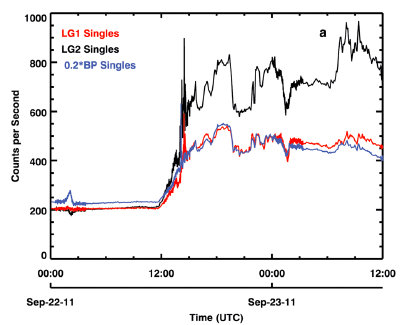 LG1 Singles
LG2 Singles
0.2*BP Singles
a
Counts per Second
1000
800
600
400
200
0
00:00 12:00 00:00 12:00
Sep-22-11 Sep-23-11
Time (UTC)